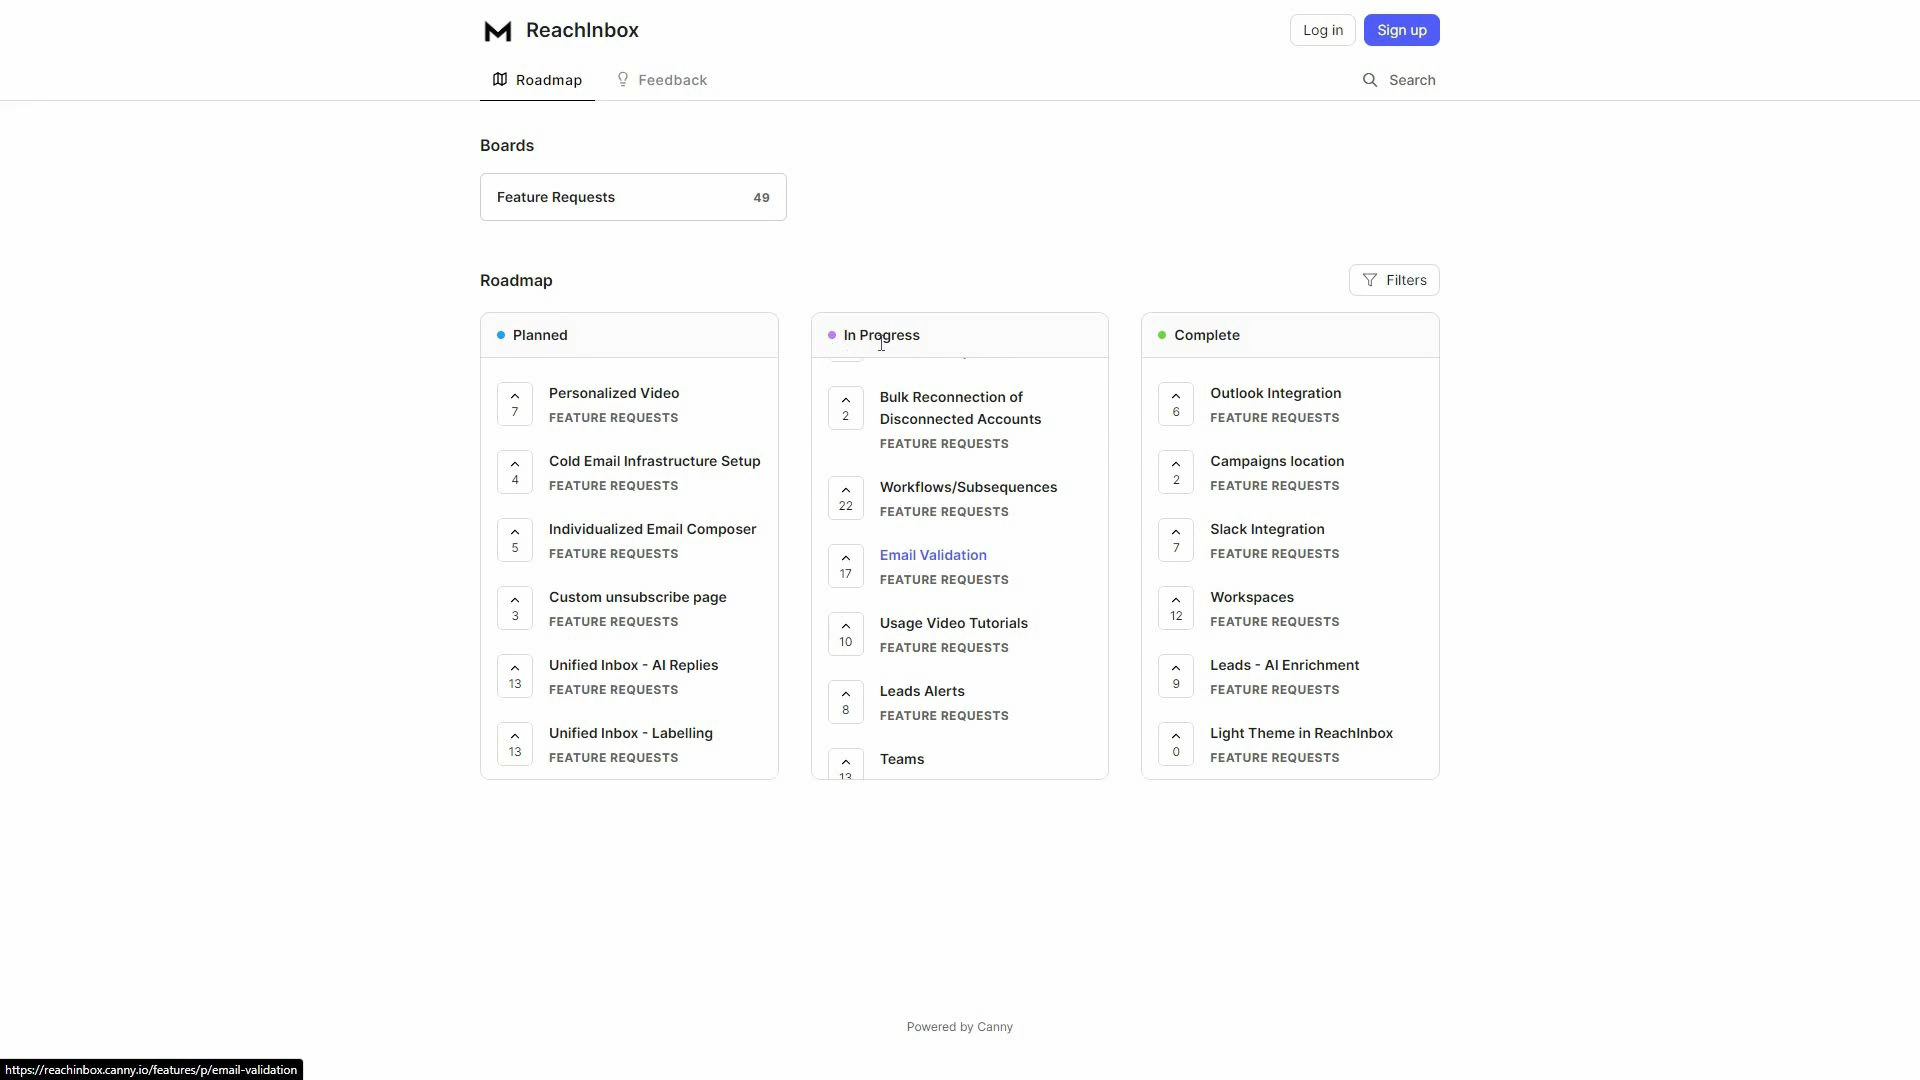 ReachInbox
Log in
Sign up
Roadmap
Feedback
Search
Boards
Feature Requests 49
Roadmap
Filters
Planned
7
Personalized Video
FEATURE REQUESTS
4
Cold Email Infrastructure Setup
FEATURE REQUESTS
5
Individualized Email Composer
FEATURE REQUESTS
3
Custom unsubscribe page
FEATURE REQUESTS
13
Unified Inbox - AI Replies
FEATURE REQUESTS
13
Unified Inbox - Labelling
FEATURE REQUESTS
In Progress
2
Bulk Reconnection of
Disconnected Accounts
FEATURE REQUESTS
22
Workflows/Subsequences
FEATURE REQUESTS
17
Email Validation
FEATURE REQUESTS
10
Usage Video Tutorials
FEATURE REQUESTS
8
Leads Alerts
FEATURE REQUESTS
13
Teams
Complete
6
Outlook Integration
FEATURE REQUESTS
2
Campaigns location
FEATURE REQUESTS
7
Slack Integration
FEATURE REQUESTS
12
Workspaces
FEATURE REQUESTS
9
Leads - AI Enrichment
FEATURE REQUESTS
0
Light Theme in ReachInbox
FEATURE REQUESTS
Powered by Canny
https://reachinbox.canny.io/features/p/email-validation